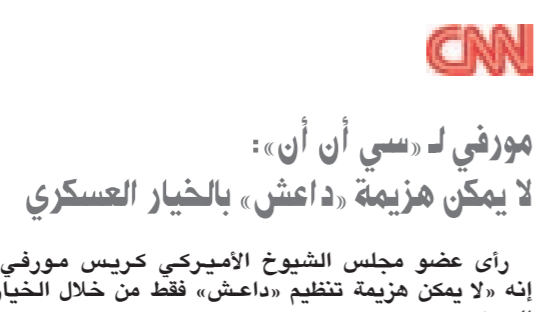 CNN
مورفي لـ «سي أن أن»:
لا يمكن هزيمة «داعش» بالخيار العسكري
رأى عضو مجلس الشيوخ الأميركي كريس مورفي
إنه «لا يمكن هزيمة تنظيم «داعش» فقط من خلال الخيار